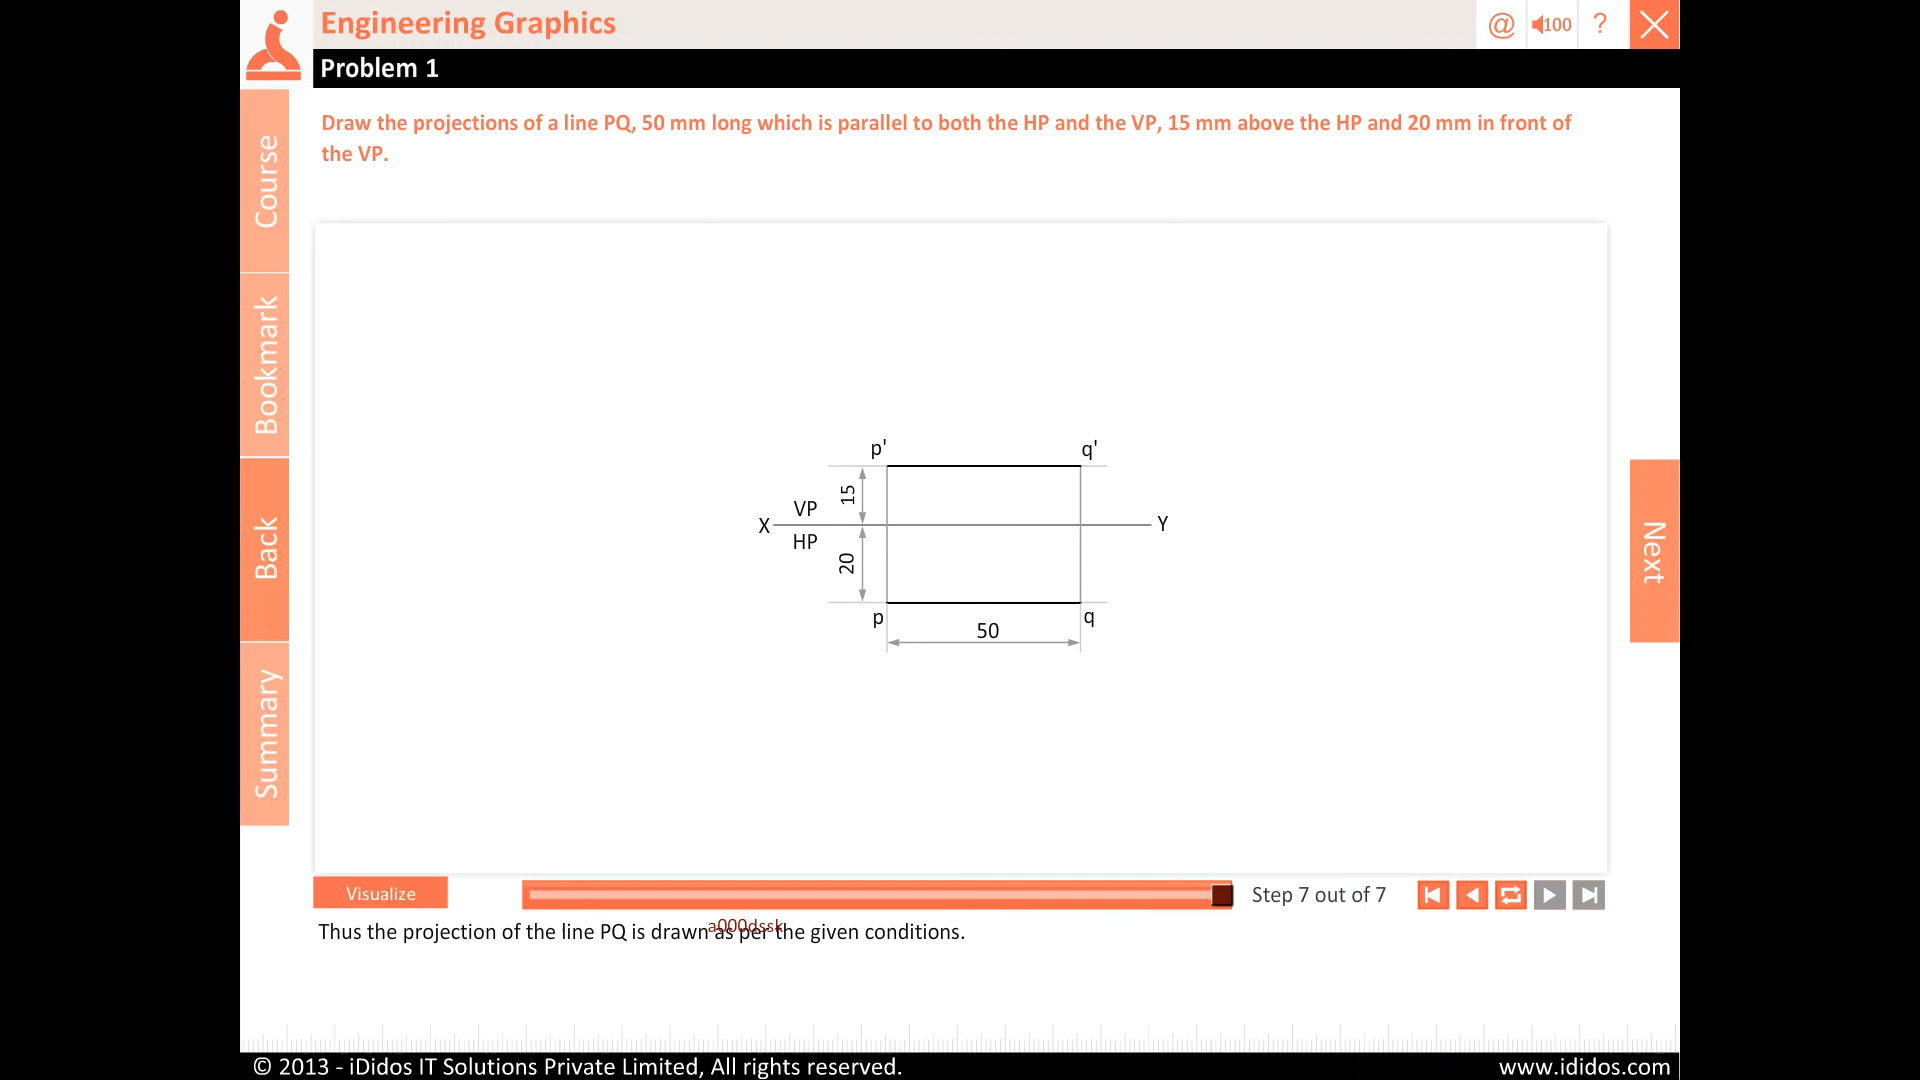 Engineering Graphics
@ 100 ?
Problem 1
Draw the projections of a line PQ, 50 mm long which is parallel to both the HP and the VP, 15 mm above the HP and 20 mm in front of
the VP.
Course
Bookmark
Back
Summary
Next
p' q'
15
VP
X Y
HP
20
p q
50
Visualize
Step 7 out of 7
a000dssk
Thus the projection of the line PQ is drawn as per the given conditions.
© 2013 - iDidos IT Solutions Private Limited, All rights reserved.
www.ididos.com